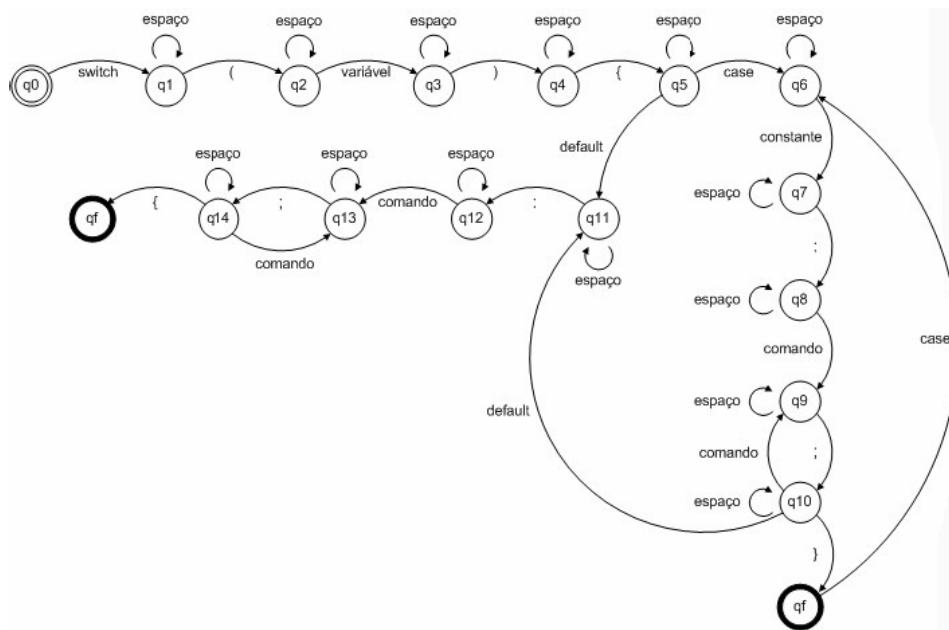 espaço espaço espaço espaço espaço espaço
switch ( variável ) { case
q0 q1 q2 q3 q4 q5 q6
constante
default
espaço espaço espaço
{ ; comando : espaço q7
qf q14 q13 q12 q11
comando
espaço
:
espaço q8
comando
case
espaço q9
default
comando ;
espaço q10
}
qf